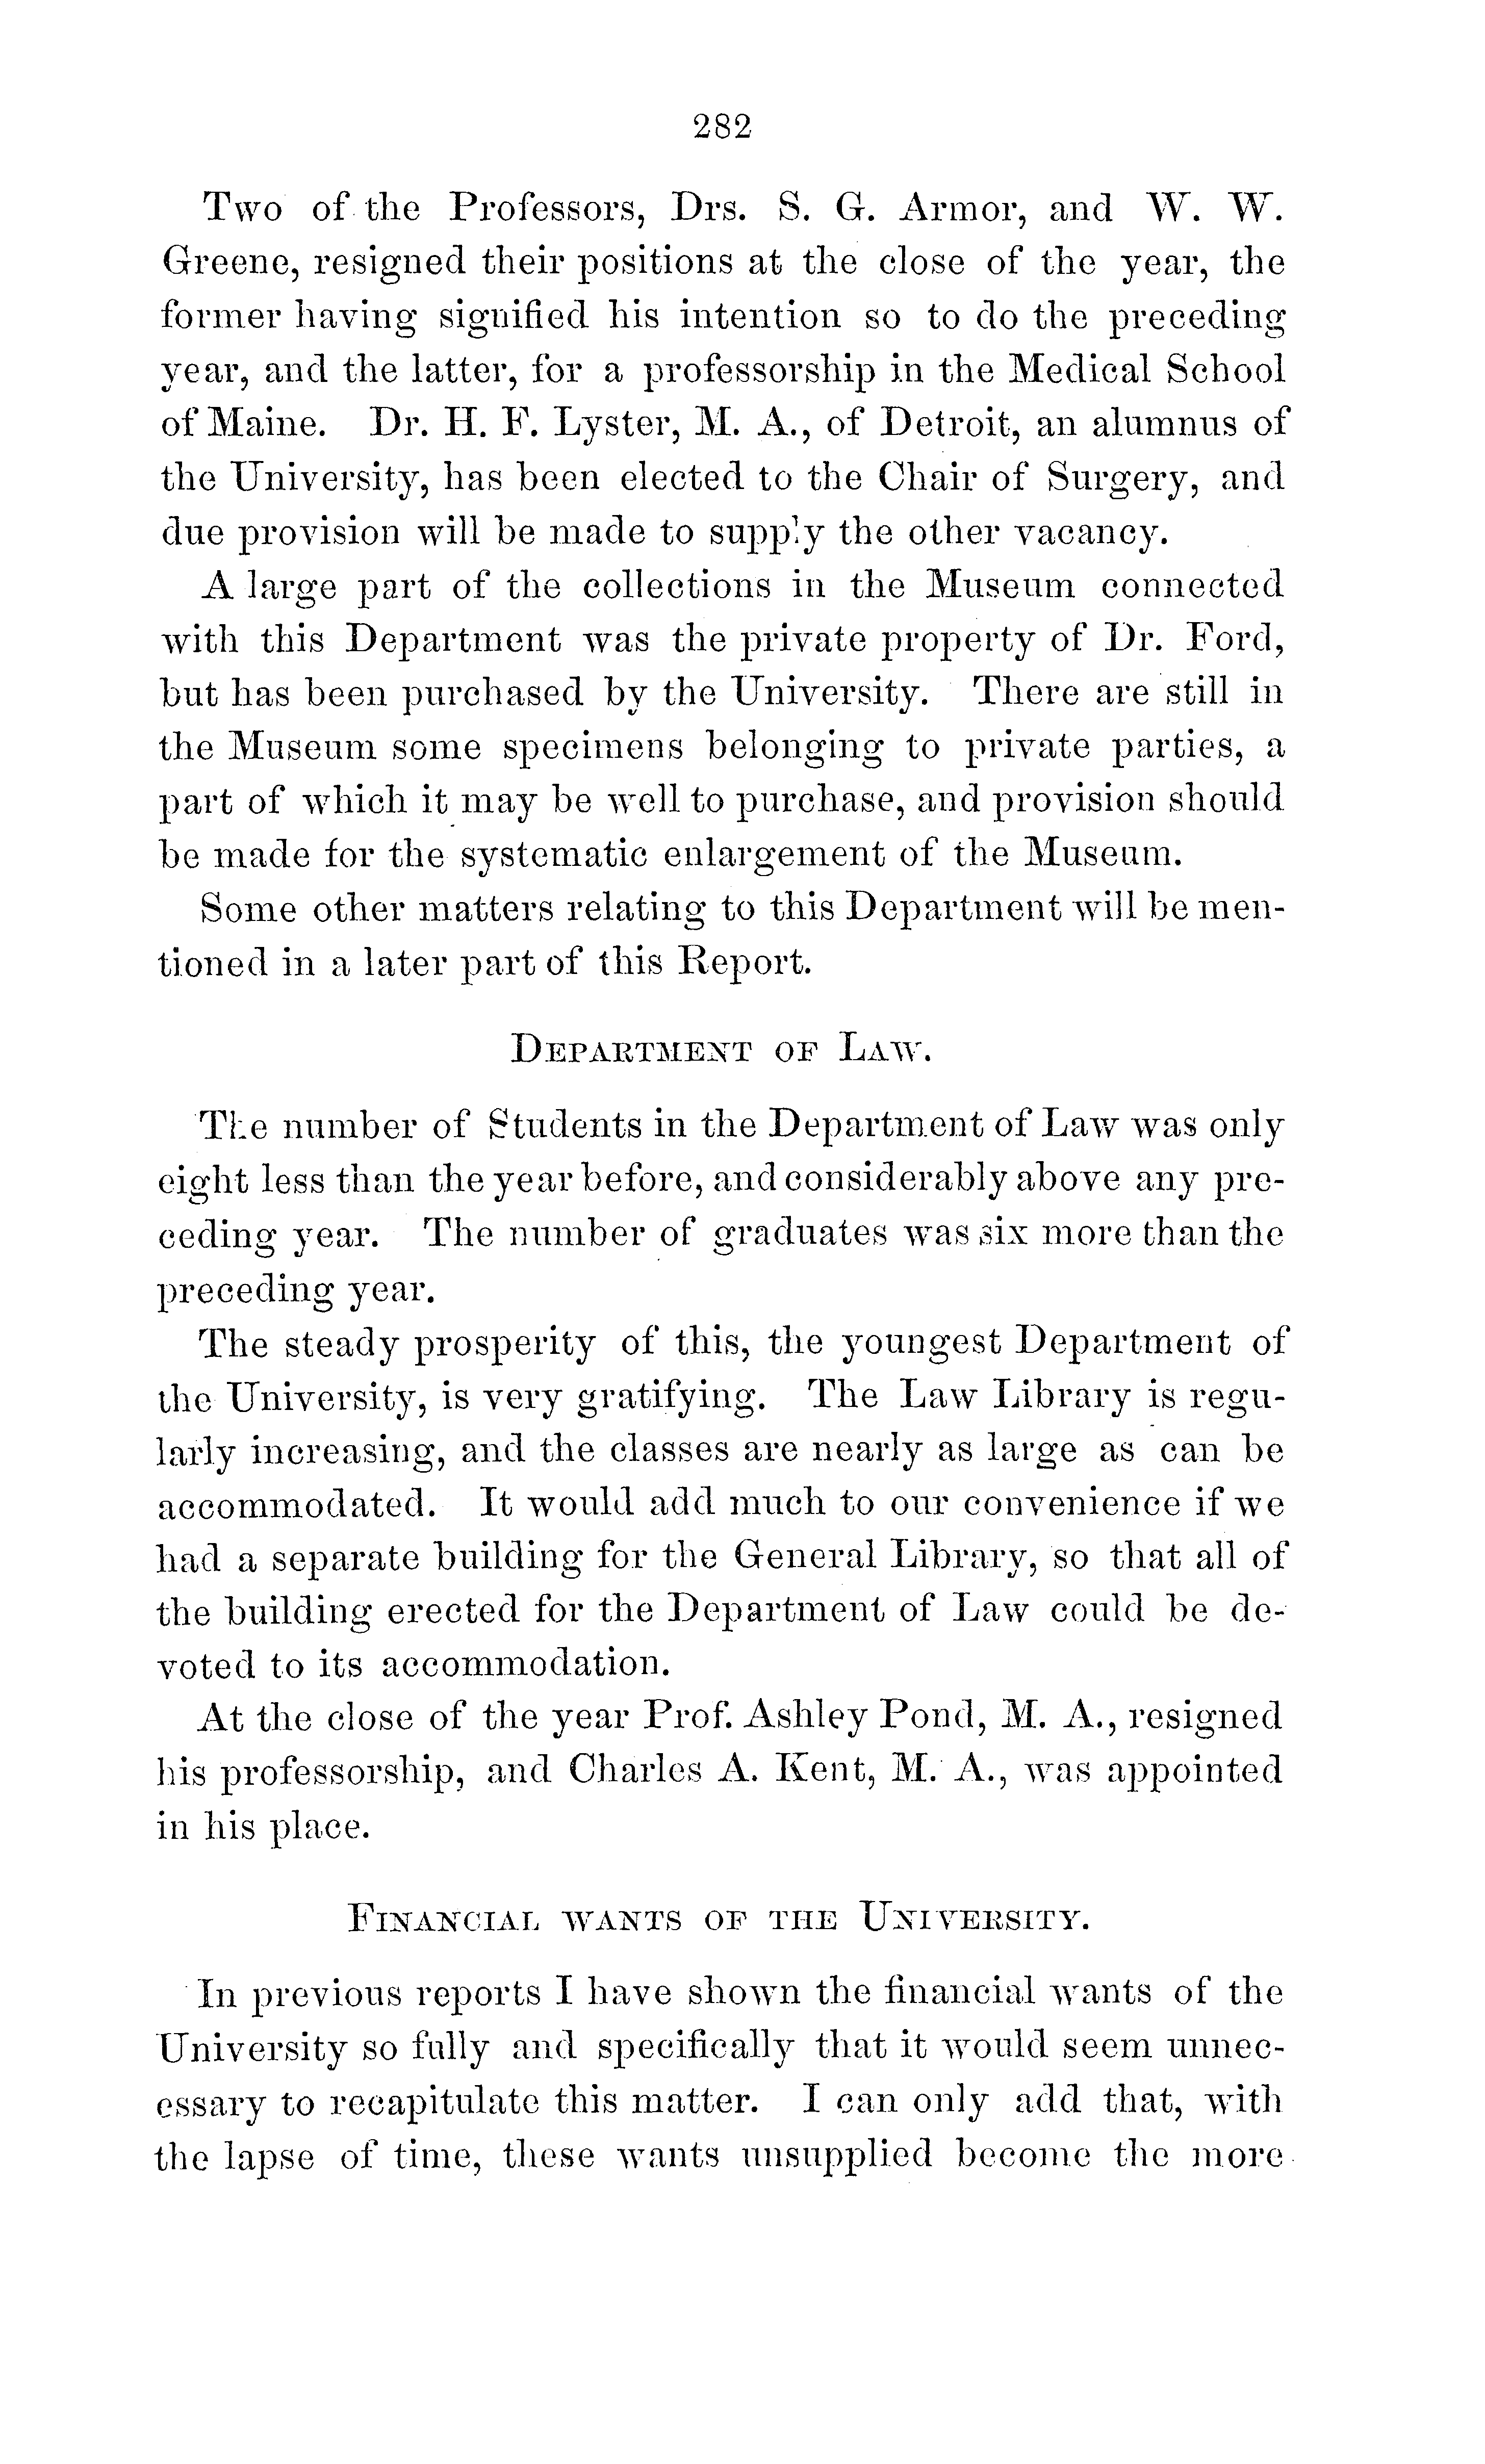 282
Two of the Professors, Drs. S. G. Armor, and W. W.
Greene, resigned their positions at the close of the year, the
former having signified his intention so to do the preceding
year, and the latter, for a professorship in the Medical School
of Maine. Dr. H. F. Lyster, M. A., of Detroit, an alumnus of
the University, has been elected to the Chair of Surgery, and
due provision will be made to supply the other vacancy.
A large part of the collections in the Museum connected
with this Department was the private property of Dr. Ford,
but has been purchased by the University. There are still in
the Museum some specimens belonging to private parties, a
part of which it may be well to purchase, and provision should
be made for the systematic enlargement of the Museum.
Some other matters relating to this Department will be men-
tioned in a later part of this Report.
DEPARTMENT OF LAW.
The number of Students in the Department of Law was only
eight less than the year before, and considerably above any pre-
ceding year. The number of graduates was six more than the
preceding year.
The steady prosperity of this, the youngest Department of
the University, is very gratifying. The Law Library is regu-
larly increasing, and the classes are nearly as large as can be
accommodated. It would add much to our convenience if we
had a separate building for the General Library, so that all of
the building erected for the Department of Law could be de-
voted to its accommodation.
At the close of the year Prof. Ashley Pond, M. A., resigned
his professorship, and Charles A. Kent, M. A., was appointed
in his place.
FINANCIAL WANTS OF THE UNIVERSITY.
In previous reports I have shown the financial wants of the
University so fully and specifically that it would seem unnec-
essary to recapitulate this matter. I can only add that, with
the lapse of time, these wants unsupplied become the more